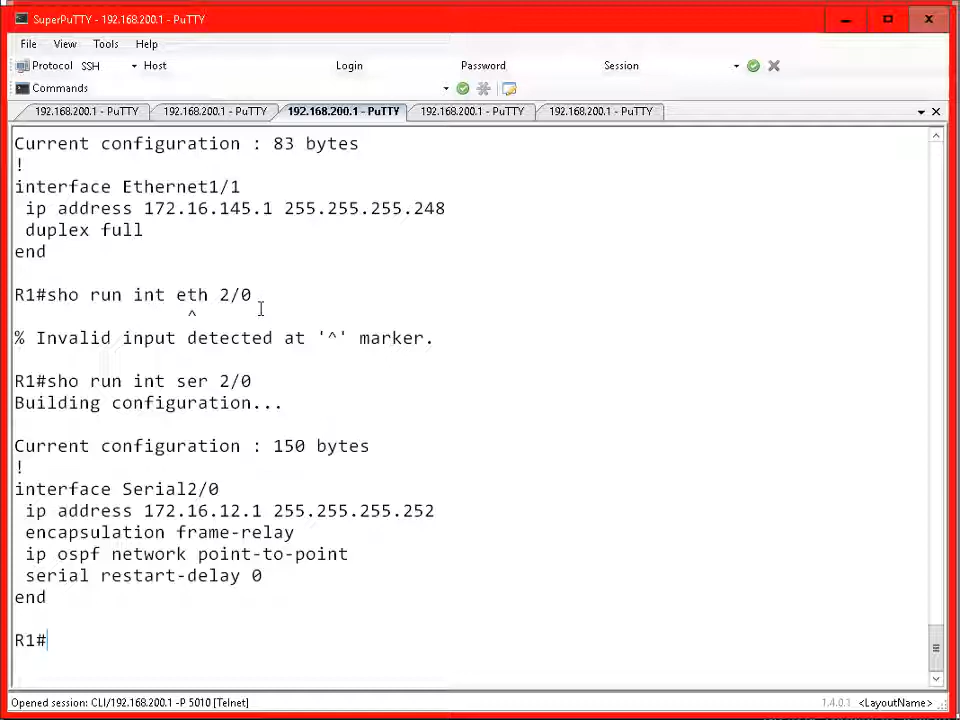 SuperPuTTY - 192.168.200.1 - PuTTY
File View Tools Help
Protocol SSH Host Login Password Session
Commands
192.168.200.1 - PuTTY 192.168.200.1 - PuTTY 192.168.200.1 - PuTTY 192.168.200.1 - PuTTY 192.168.200.1 - PuTTY
Current configuration : 83 bytes
!
interface Ethernet1/1
 ip address 172.16.145.1 255.255.255.248
 duplex full
end
R1#sho run int eth 2/0
^
% Invalid input detected at '^' marker.
R1#sho run int ser 2/0
Building configuration...
Current configuration : 150 bytes
!
interface Serial2/0
 ip address 172.16.12.1 255.255.255.252
 encapsulation frame-relay
 ip ospf network point-to-point
 serial restart-delay 0
end
R1#
Opened session: CLI/192.168.200.1 -P 5010 [Telnet] 1.4.0.1 <LayoutName>